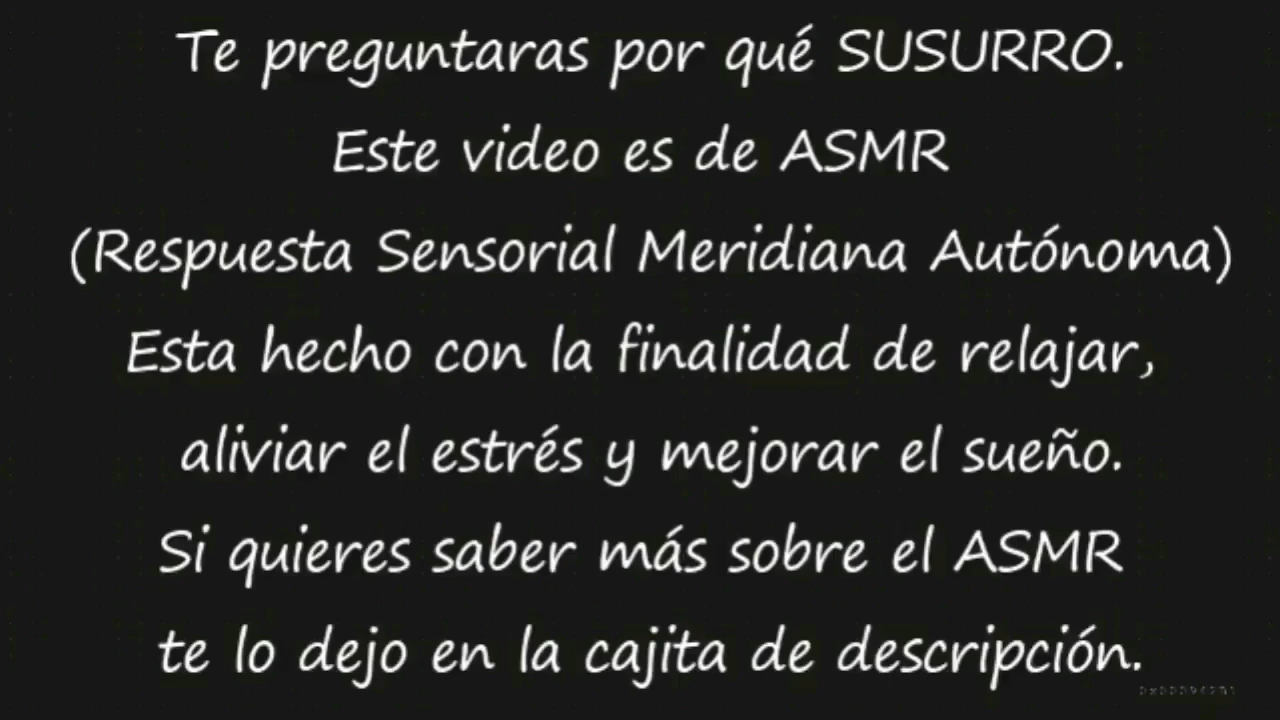 Te preguntaras por qué SUSURRO.
Este video es de ASMR
(Respuesta Sensorial Meridiana Autónoma)
Esta hecho con la finalidad de relajar,
aliviar el estrés y mejorar el sueño.
Si quieres saber más sobre el ASMR
te lo dejo en la cajita de descripción.